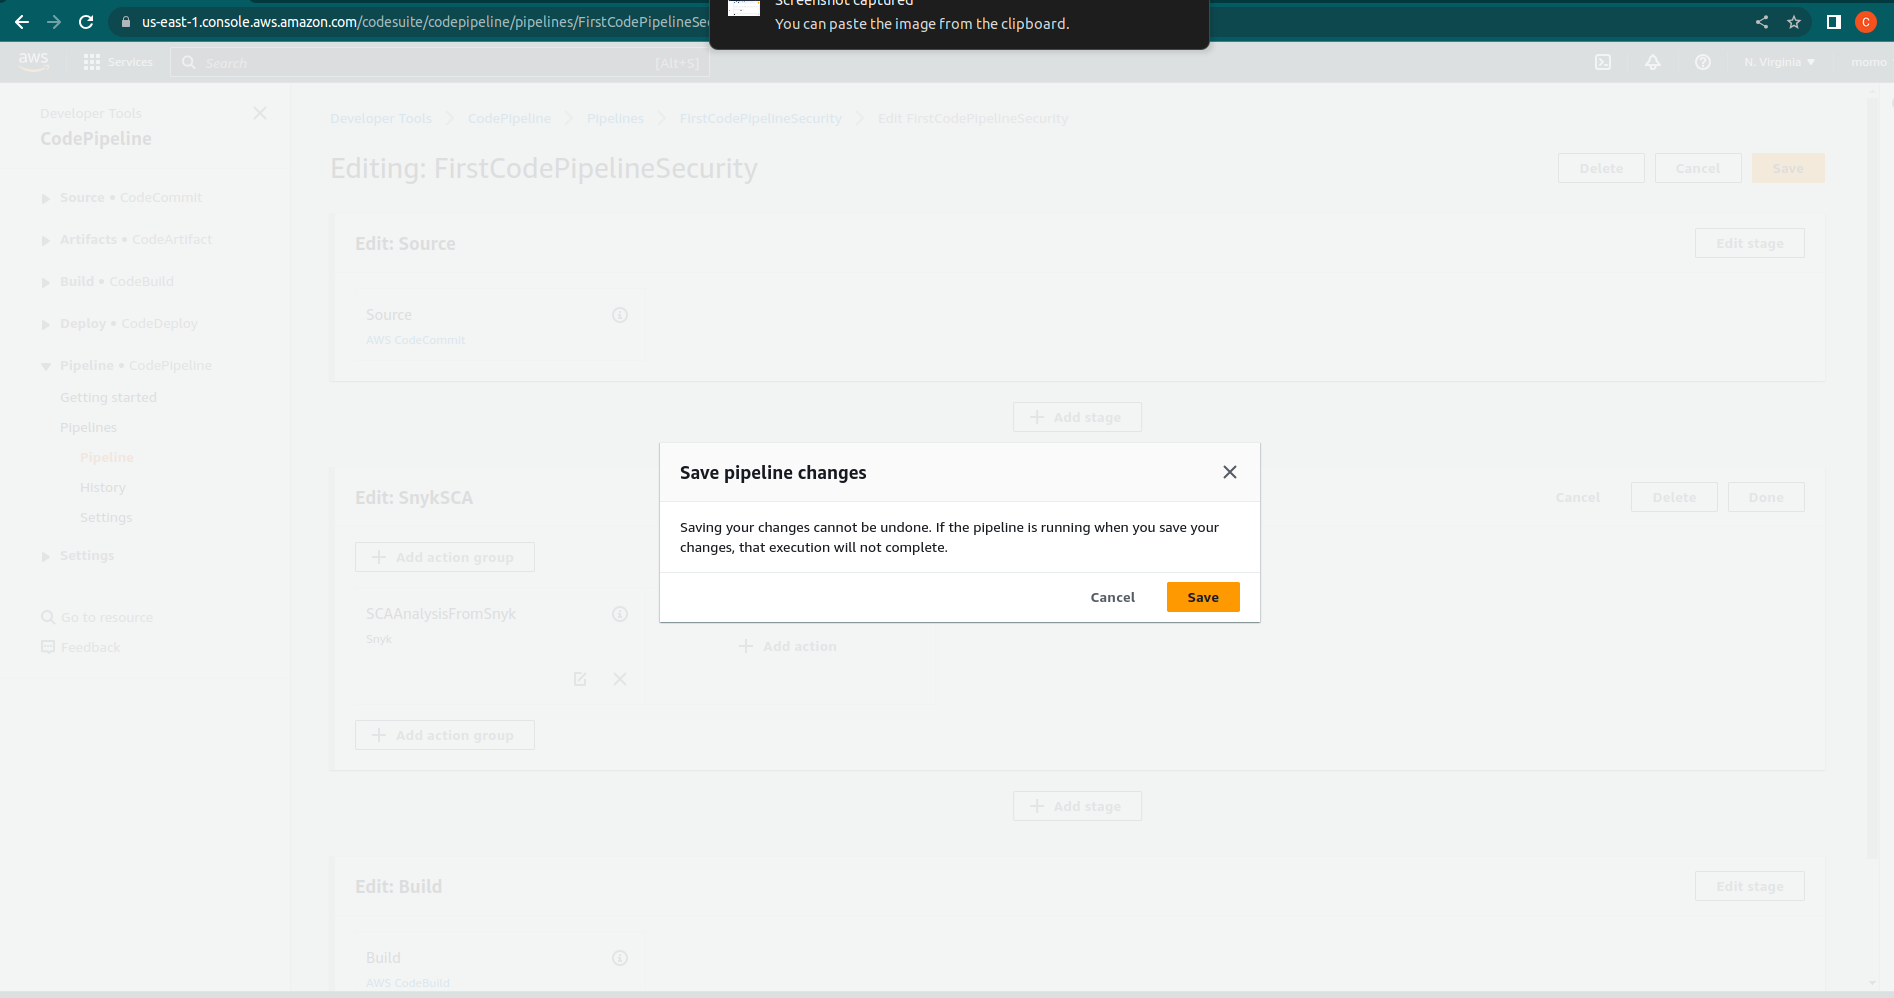 Screenshot captured
You can paste the image from the clipboard.
us-east-1.console.aws.amazon.com/codesuite/codepipeline/pipelines/FirstCodePipelineSec
C
aws
Services
Search
[Alt+S]
N. Virginia
momo
Developer Tools
CodePipeline
Source • CodeCommit
Artifacts • CodeArtifact
Build • CodeBuild
Deploy • CodeDeploy
Pipeline • CodePipeline
Getting started
Pipelines
Pipeline
History
Settings
Settings
Go to resource
Feedback
Developer Tools
CodePipeline
Pipelines
FirstCodePipelineSecurity
Edit FirstCodePipelineSecurity
Editing: FirstCodePipelineSecurity
Delete
Cancel
Save
Edit: Source
Edit stage
Source
AWS CodeCommit
Add stage
Edit: SnykSCA
Cancel
Delete
Done
Add action group
SCAAnalysisFromSnyk
Snyk
Add action
Add action group
Save pipeline changes
Saving your changes cannot be undone. If the pipeline is running when you save your
changes, that execution will not complete.
Cancel
Save
Add stage
Edit: Build
Edit stage
Build
AWS CodeBuild